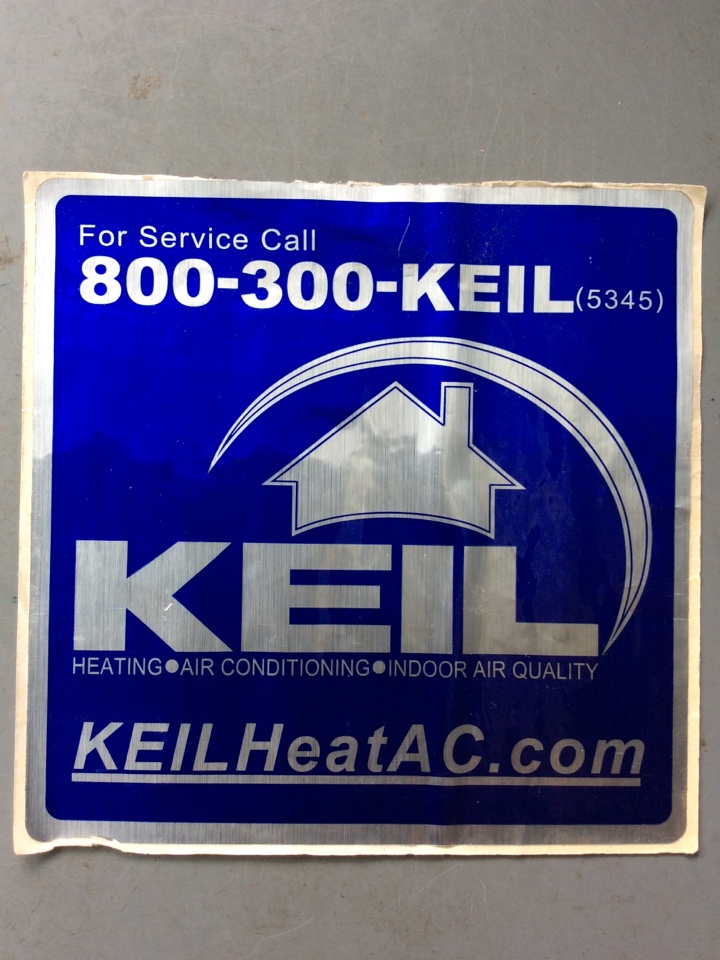 For Service Call
800-300-KEIL (5345)
KEIL
HEATING●AIR CONDITIONING●INDOOR AIR QUALITY
KEILHeatAC.com